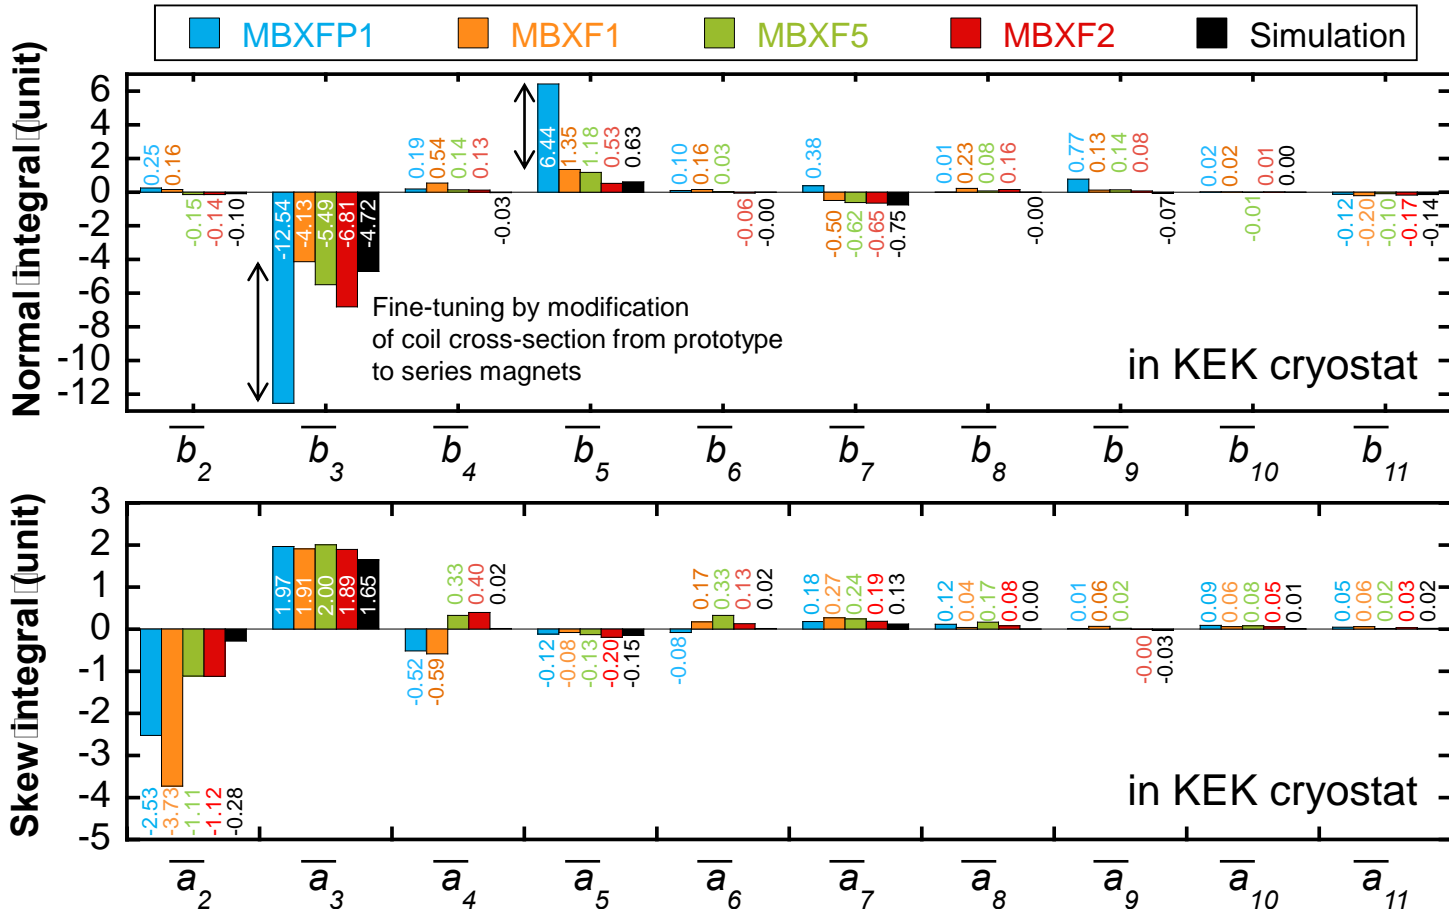 MBXFP1 MBXF1 MBXF5 MBXF2 Simulation
Normal integral (unit)
6
4
2
0
-2
-4
-6
-8
-10
-12
0.25 0.16 -0.15 -0.14 -0.10
-12.54 -4.13 -5.49 -6.81 -4.72
0.19 0.54 0.14 0.13 -0.03
6.44 1.35 1.18 0.53 0.63
0.10 0.16 0.03 -0.06 -0.00
0.38 -0.50 -0.62 -0.65 -0.75
0.01 0.23 0.08 0.16 -0.00
0.77 0.13 0.14 0.08 -0.07
0.02 0.02 -0.01 0.01 0.00
-0.12 -0.20 -0.10 -0.17 -0.14
Fine-tuning by modification
of coil cross-section from prototype
to series magnets
in KEK cryostat
b2 b3 b4 b5 b6 b7 b8 b9 b10 b11
Skew integral (unit)
3
2
1
0
-1
-2
-3
-4
-5
-2.53 -3.73 -1.11 -1.12 -0.28
1.97 1.91 2.00 1.89 1.65
-0.52 -0.59 0.33 0.40 0.02
-0.12 -0.08 -0.13 -0.20 -0.15
-0.08 0.17 0.33 0.13 0.02
0.18 0.27 0.24 0.19 0.13
0.12 0.04 0.17 0.08 0.00
0.01 0.06 0.02 -0.00 -0.03
0.09 0.06 0.08 0.05 0.01
0.05 0.06 0.02 0.03 0.02
in KEK cryostat
a2 a3 a4 a5 a6 a7 a8 a9 a10 a11